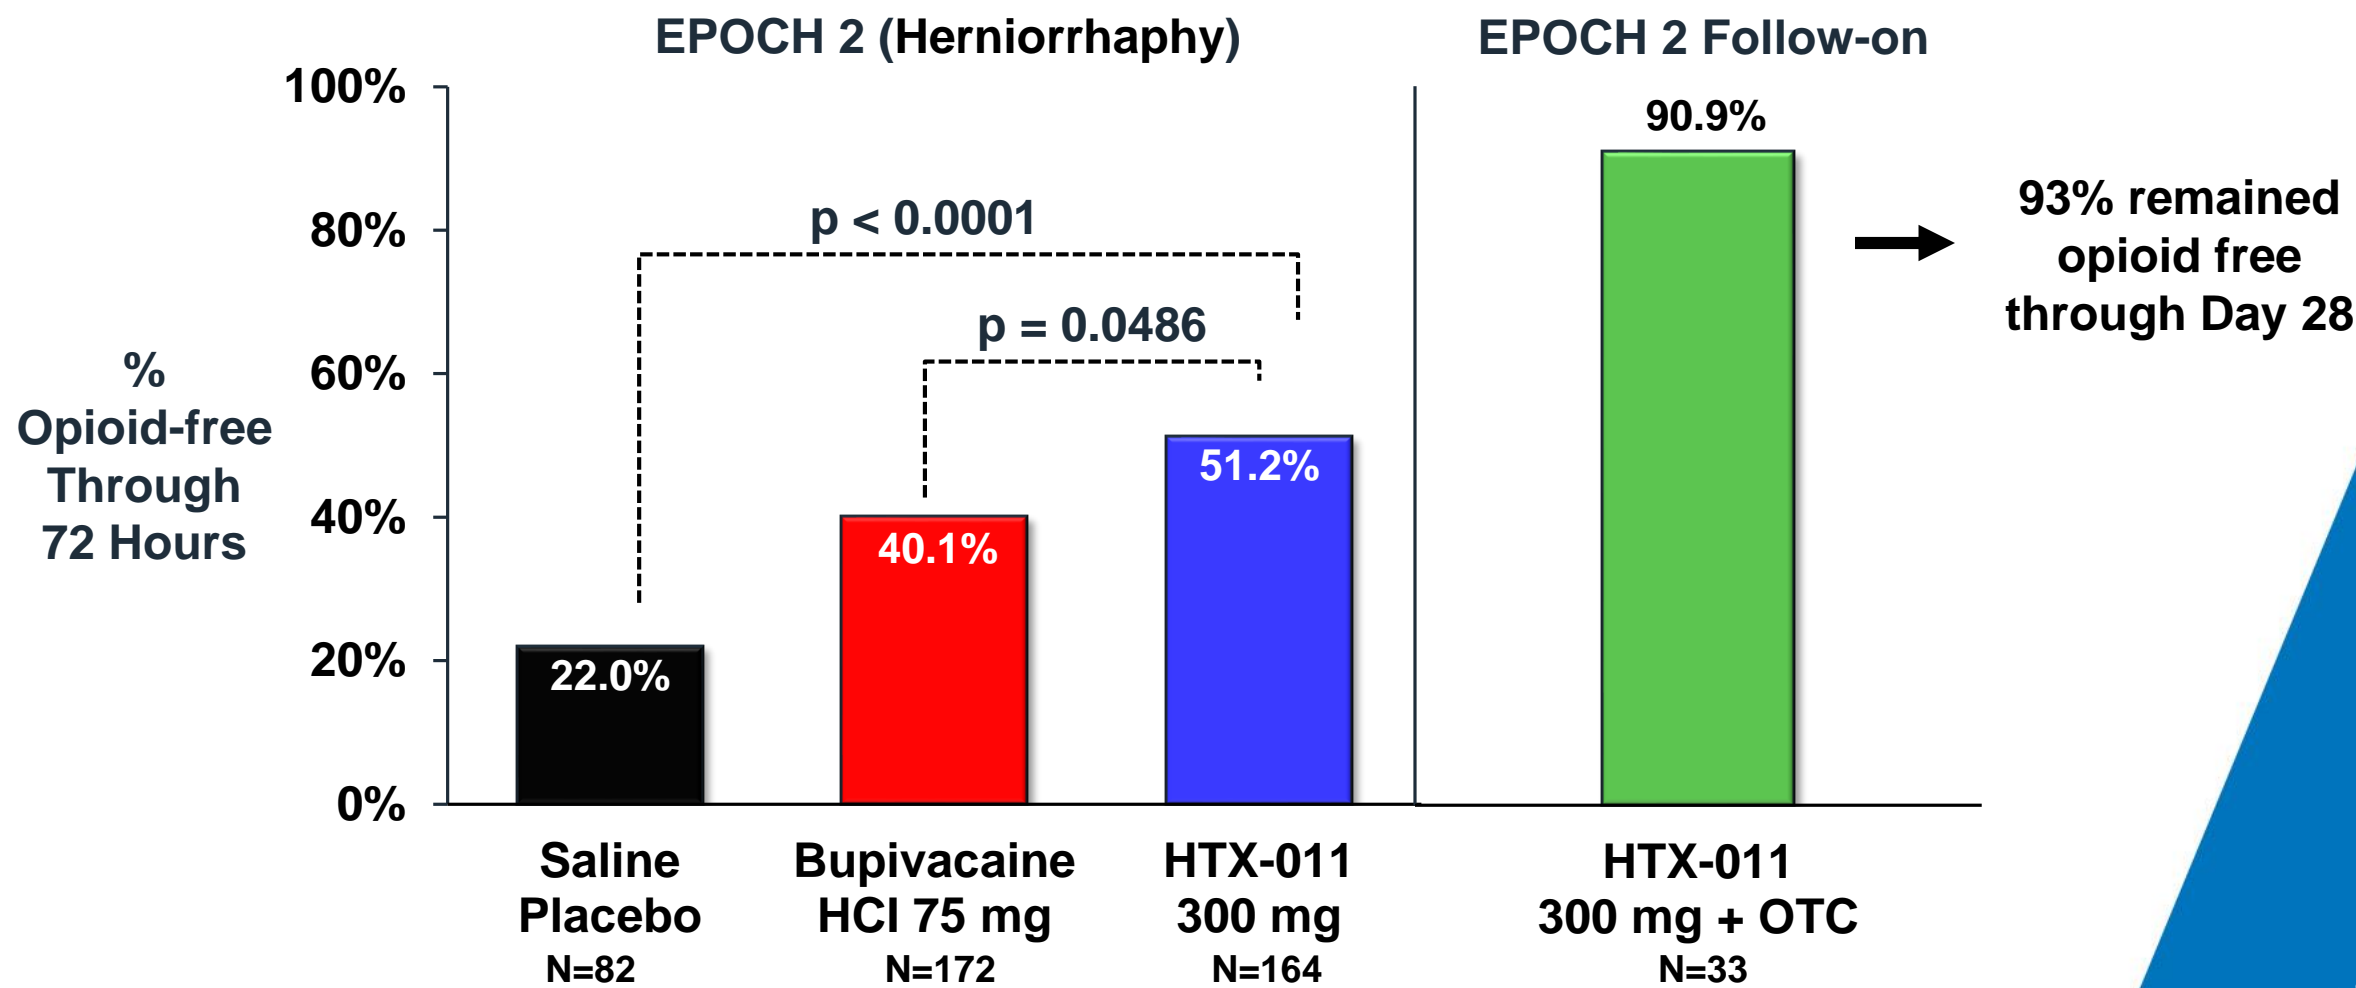 EPOCH 2 (Herniorrhaphy)
EPOCH 2 Follow-on
%
Opioid-free
Through
72 Hours
100%
80%
60%
40%
20%
0%
p < 0.0001
p = 0.0486
22.0%
40.1%
51.2%
90.9%
93% remained
opioid free
through Day 28
Saline
Placebo
N=82
Bupivacaine
HCl 75 mg
N=172
HTX-011
300 mg
N=164
HTX-011
300 mg + OTC
N=33